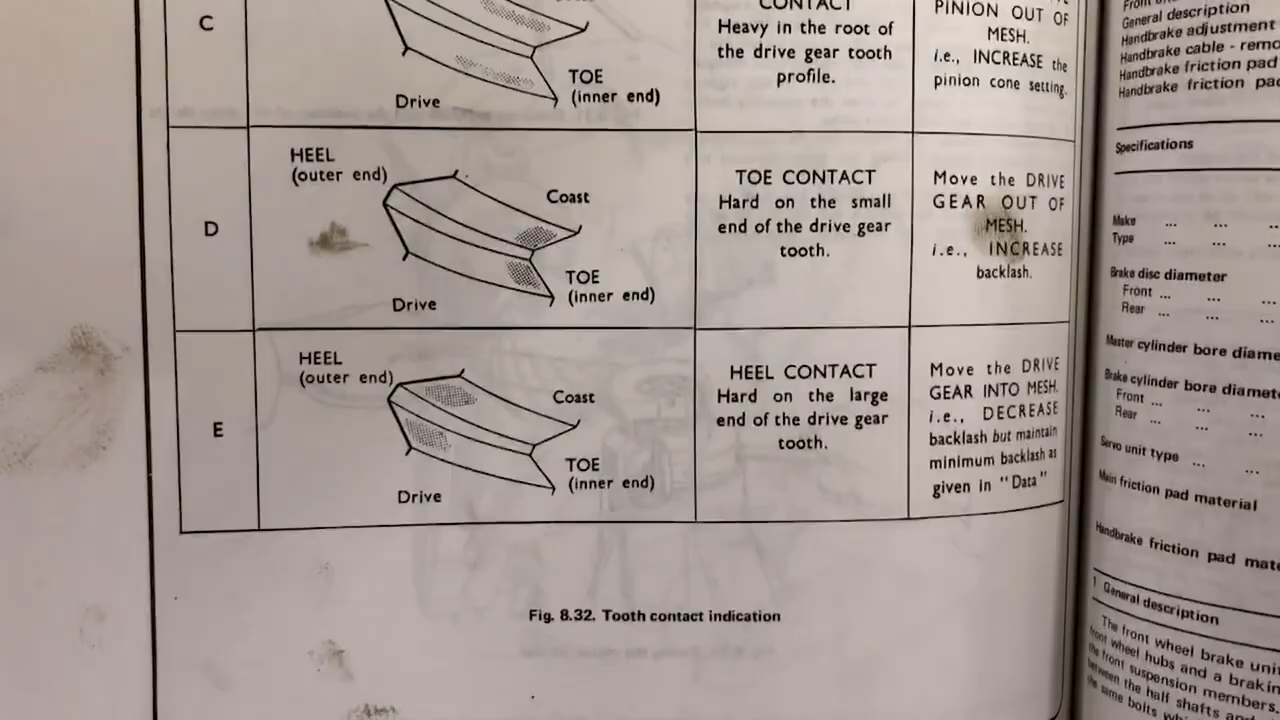 C
Coast
Drive
TOE
(inner end)
CONTACT
Heavy in the root of
the drive gear tooth
profile.
PINION OUT OF
MESH.
i.e., INCREASE the
pinion cone setting.
D
HEEL
(outer end)
Coast
TOE
(inner end)
Drive
TOE CONTACT
Hard on the small
end of the drive gear
tooth.
Move the DRIVE
GEAR OUT OF
MESH.
i.e., INCREASE
backlash.
E
HEEL
(outer end)
Coast
TOE
(inner end)
Drive
HEEL CONTACT
Hard on the large
end of the drive gear
tooth.
Move the DRIVE
GEAR INTO MESH.
i.e., DECREASE
backlash but maintain
minimum backlash as
given in "Data"
Fig. 8.32. Tooth contact indication
General description
Handbrake adjustment
Handbrake cable - remo
Handbrake friction pad
Handbrake friction pad
Specifications
Make ... ... ...
Type ... ... ...
Brake disc diameter
Front ... ... ...
Rear ... ... ...
Master cylinder bore diame
Brake cylinder bore diamet
Front ... ... ...
Rear ... ... ...
Servo unit type ... ...
Main friction pad material
Handbrake friction pad mate
1 General description
The front wheel brake uni
front wheel hubs and a brakin
the front suspension members.
between the half shafts and
the same bolts wh